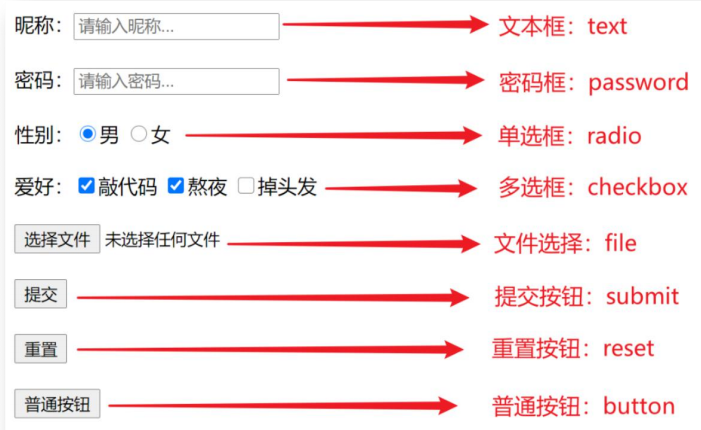 昵称：请输入昵称... 文本框：text
密码：请输入密码... 密码框：password
性别：男 女 单选框：radio
爱好：敲代码 熬夜 掉头发 多选框：checkbox
选择文件 未选择任何文件 文件选择：file
提交 提交按钮：submit
重置 重置按钮：reset
普通按钮 普通按钮：button